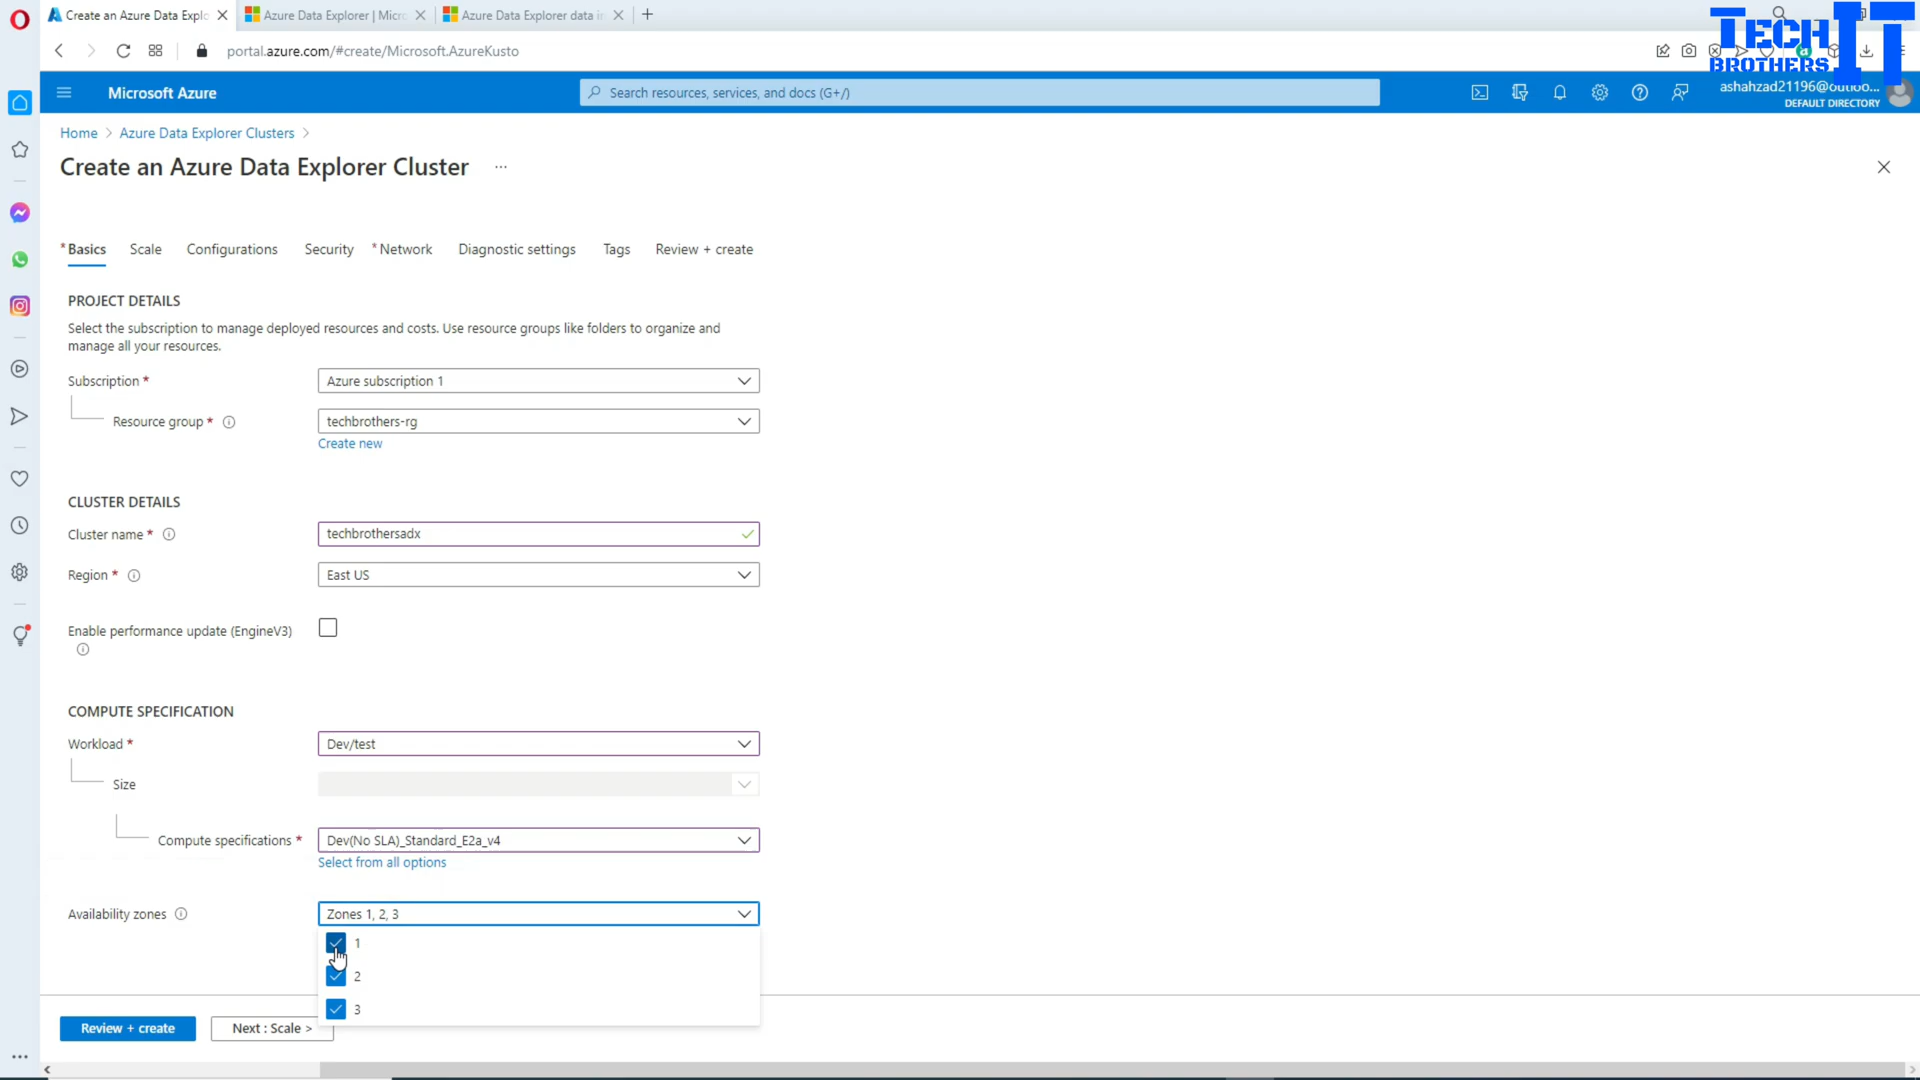 Create an Azure Data Explo
Azure Data Explorer | Micro
Azure Data Explorer data in
portal.azure.com/#create/Microsoft.AzureKusto
TECH IT
BROTHERS
Microsoft Azure
Search resources, services, and docs (G+/)
ashahzad21196@outloo...
DEFAULT DIRECTORY
Home > Azure Data Explorer Clusters >
Create an Azure Data Explorer Cluster ...
* Basics Scale Configurations Security * Network Diagnostic settings Tags Review + create
PROJECT DETAILS
Select the subscription to manage deployed resources and costs. Use resource groups like folders to organize and
manage all your resources.
Subscription * Azure subscription 1
Resource group * techbrothers-rg
Create new
CLUSTER DETAILS
Cluster name * techbrothersadx
Region * East US
Enable performance update (EngineV3)
COMPUTE SPECIFICATION
Workload * Dev/test
Size
Compute specifications * Dev(No SLA)_Standard_E2a_v4
Select from all options
Availability zones Zones 1, 2, 3
1
2
3
Review + create Next : Scale >